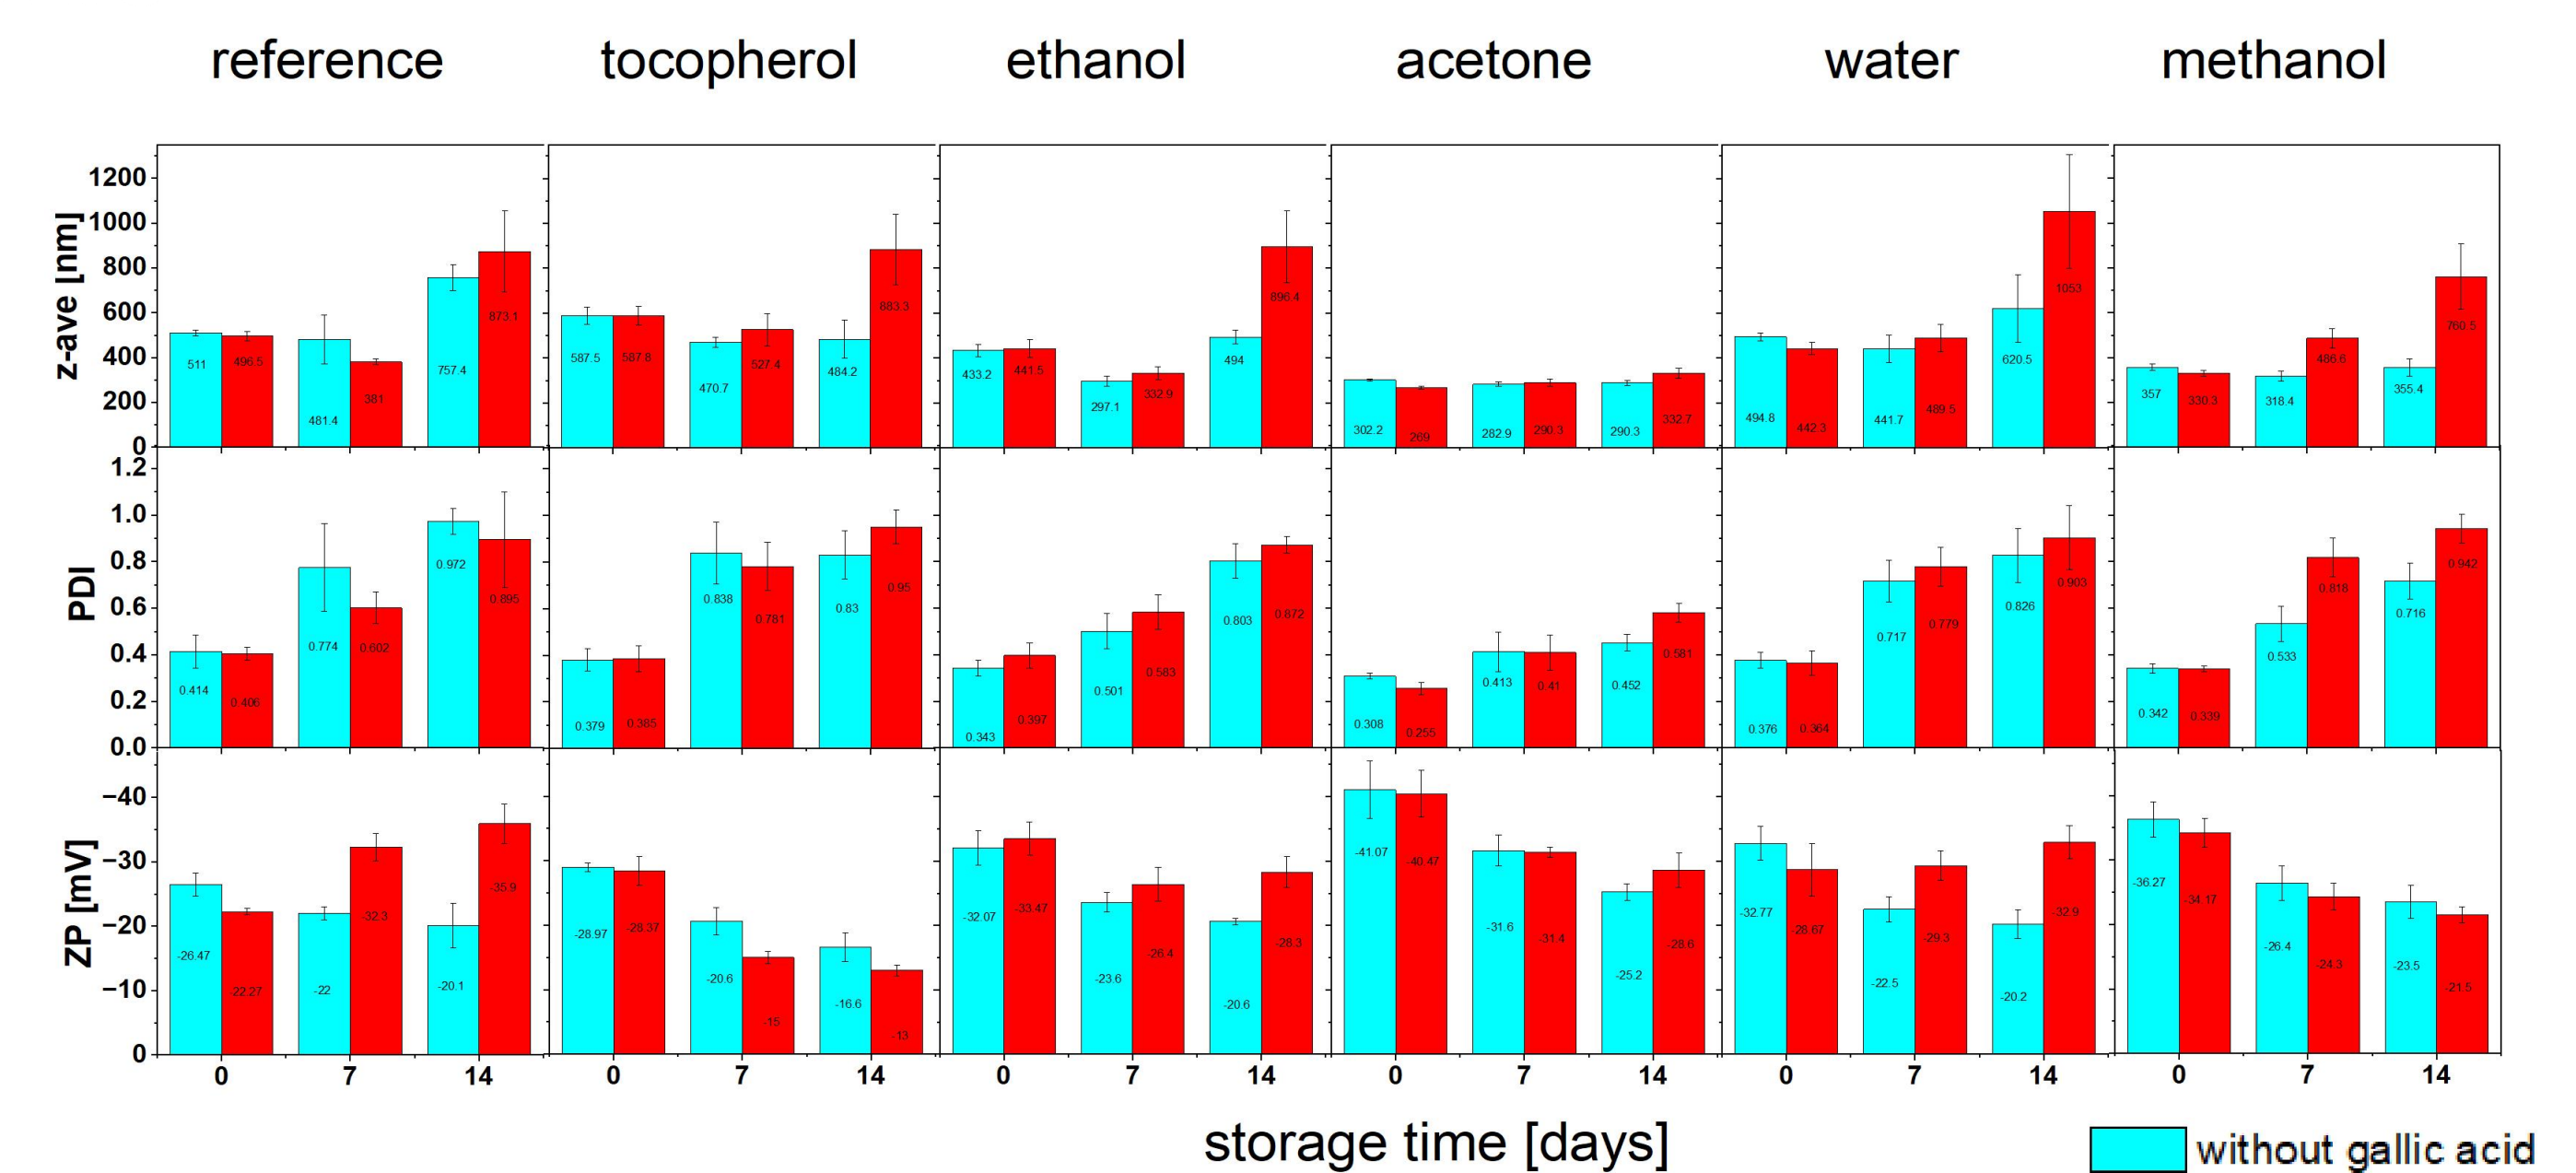 reference tocopherol ethanol acetone water methanol
z-ave [nm]
1200
1000
800
600
400
200
0
511 496.5 481.4 381 757.4 873.1
587.5 587.8 470.7 527.4 484.2 883.3
433.2 441.5 297.1 332.9 494 896.4
302.2 269 282.9 290.3 290.3 332.7
494.8 442.3 441.7 489.5 620.5 1053
357 330.3 318.4 486.6 355.4 760.5
PDI
1.2
1.0
0.8
0.6
0.4
0.2
0.0
0.414 0.406 0.774 0.602 0.972 0.895
0.379 0.385 0.838 0.781 0.83 0.95
0.343 0.397 0.501 0.583 0.803 0.872
0.308 0.255 0.413 0.41 0.452 0.581
0.376 0.364 0.717 0.779 0.826 0.903
0.342 0.339 0.533 0.818 0.716 0.942
ZP [mV]
−40
−30
−20
−10
0
-26.47 -22.27 -22 -32.3 -20.1 -35.9
-28.97 -28.37 -20.6 -15 -16.6 -13
-32.07 -33.47 -23.6 -26.4 -20.6 -28.3
-41.07 -40.47 -31.6 -31.4 -25.2 -28.6
-32.77 -28.67 -22.5 -29.3 -20.2 -32.9
-36.27 -34.17 -26.4 -24.3 -23.5 -21.5
0 7 14 0 7 14 0 7 14 0 7 14 0 7 14 0 7 14
storage time [days]
without gallic acid